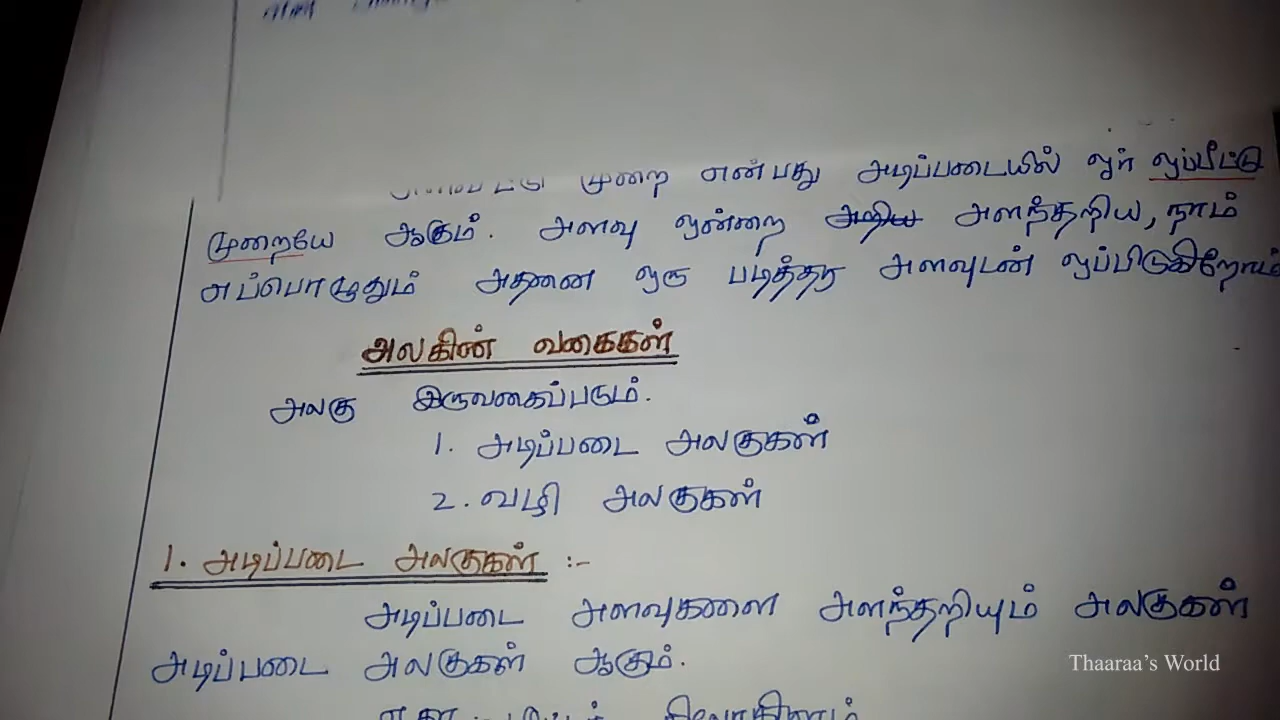 முறை என்பது அடிப்படையில் ஓர் ஒப்பீட்டு
முறையே ஆகும். அளவு ஒன்றை அறிய அளந்தறிய, நாம்
எப்பொழுதும் அதனை ஒரு படித்தர அளவுடன் ஒப்பிடுகிறோம்
அலகின் வகைகள்
அலகு இருவகைப்படும்.
1. அடிப்படை அலகுகள்
2. வழி அலகுகள்
1. அடிப்படை அலகுகள் :-
அடிப்படை அளவுகளை அளந்தறியும் அலகுகள்
அடிப்படை அலகுகள் ஆகும்.
Thaaraa's World